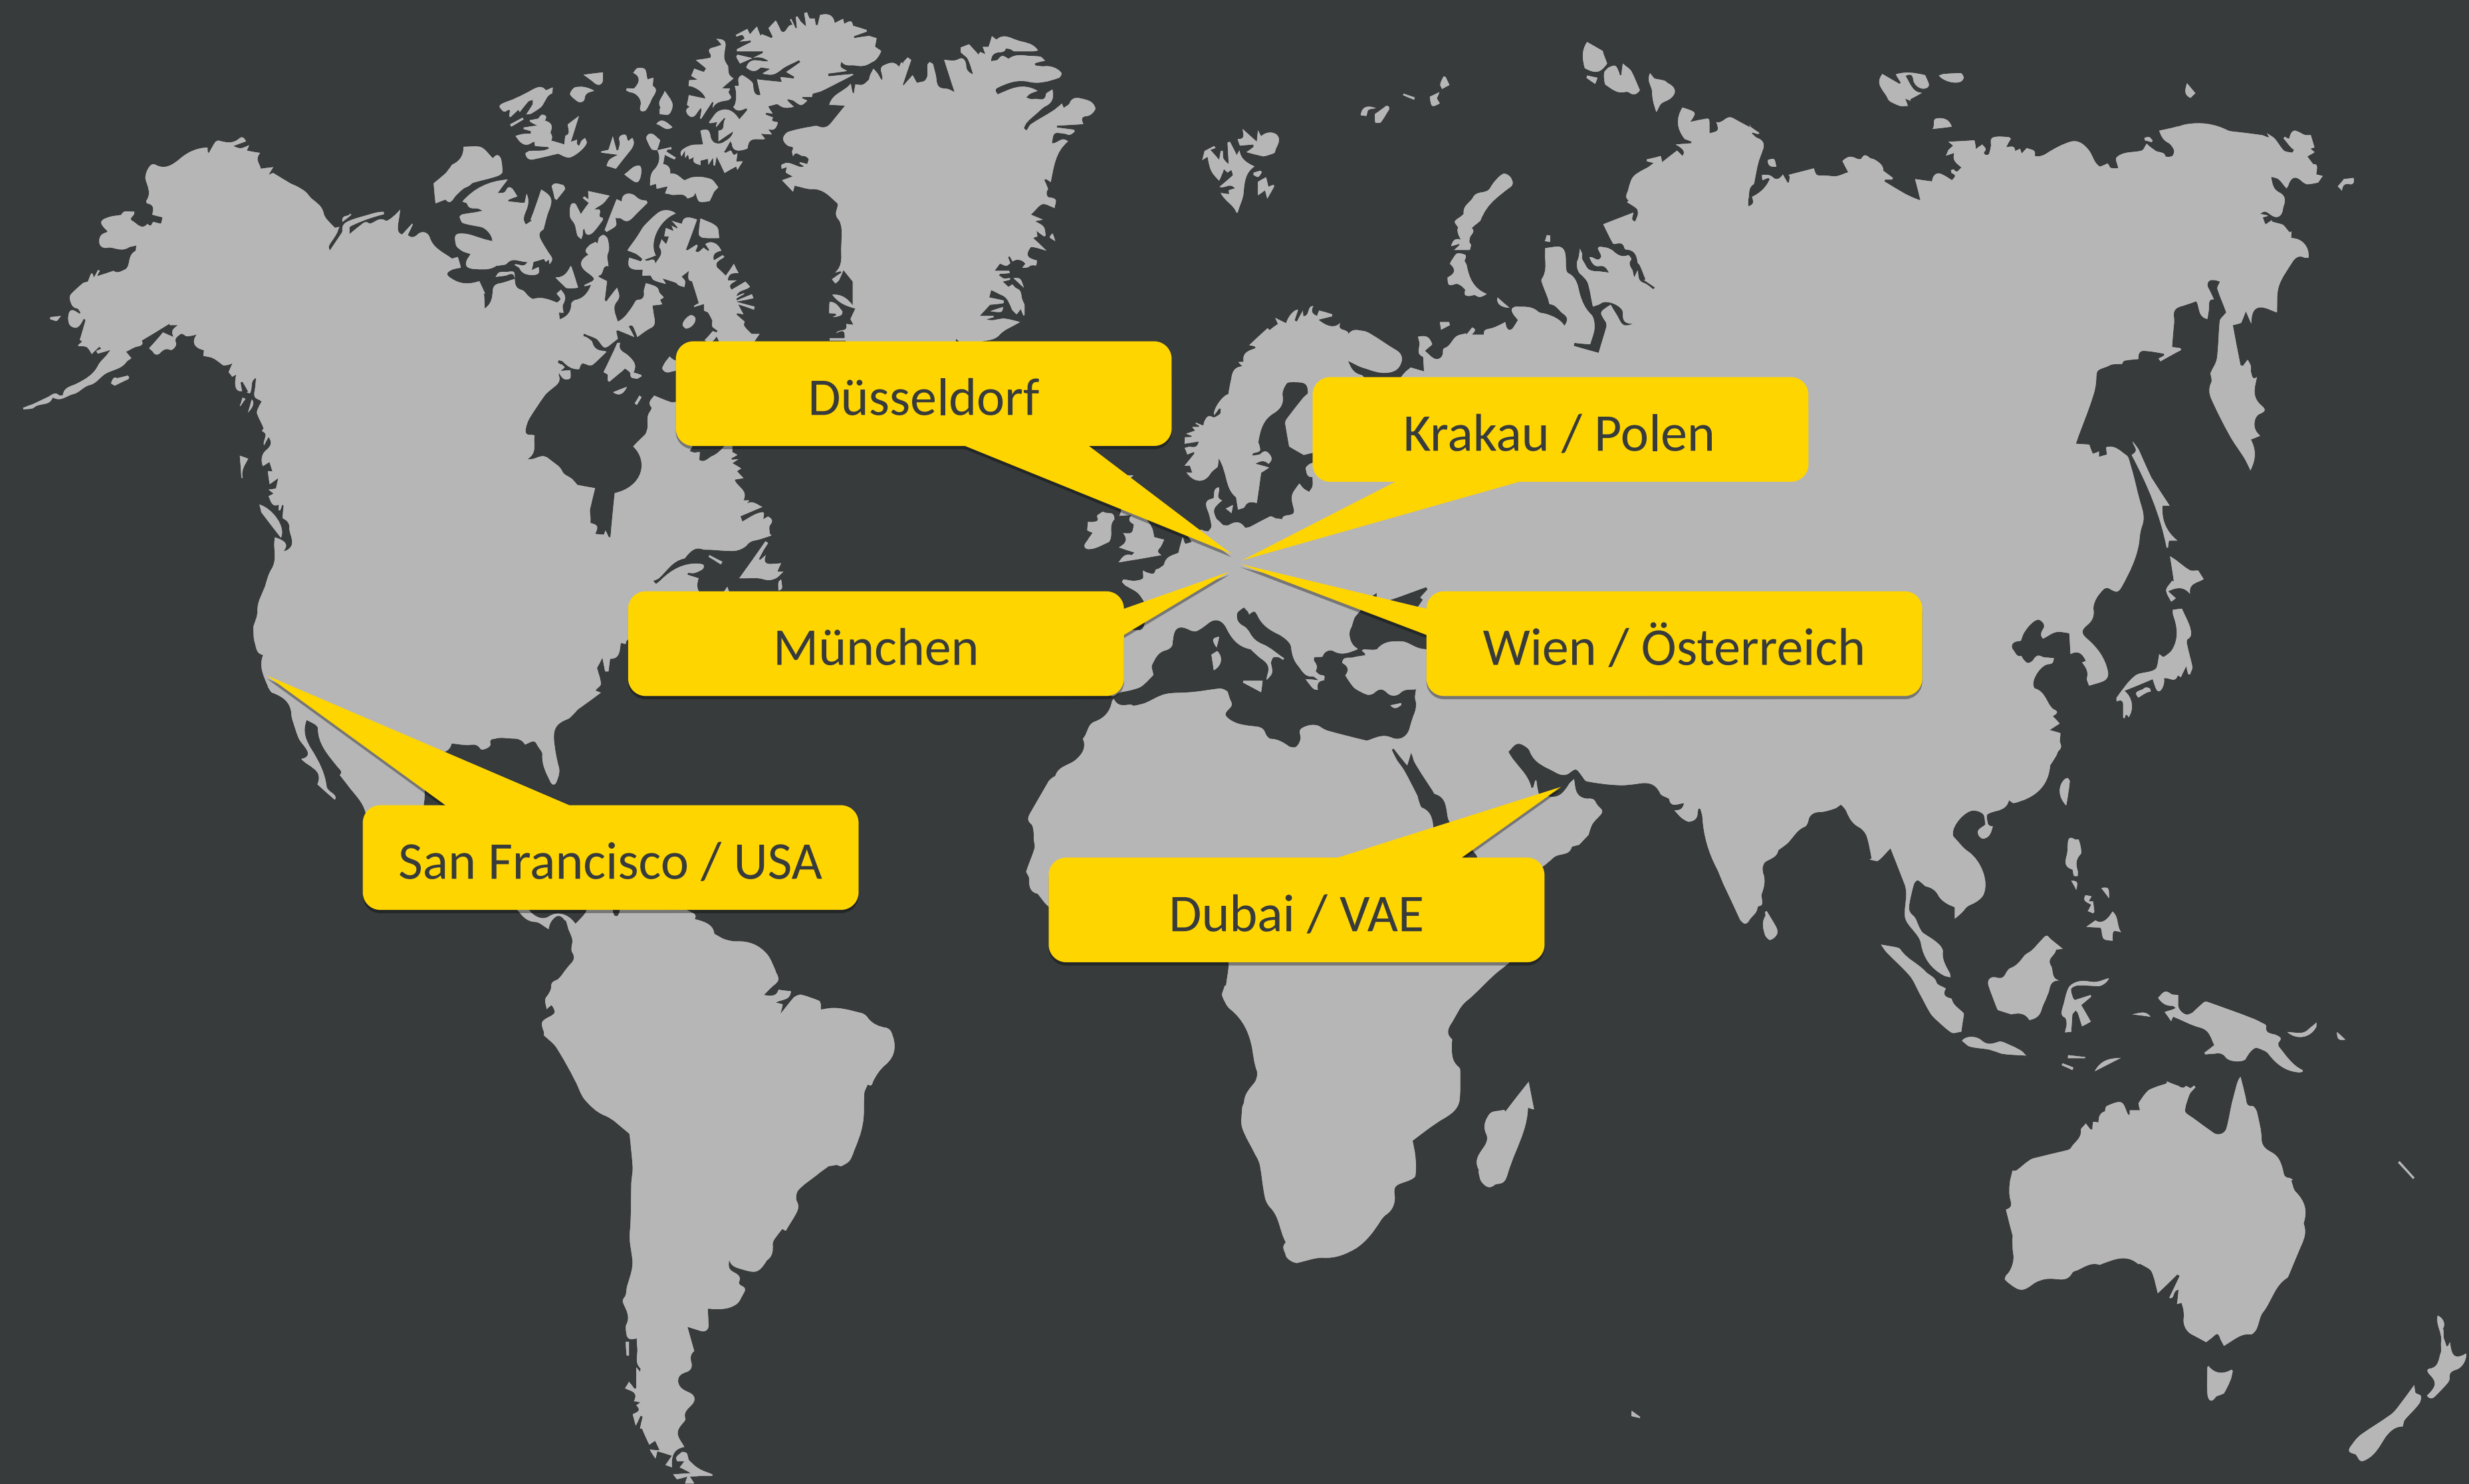 Düsseldorf
Krakau / Polen
München
Wien / Österreich
San Francisco / USA
Dubai / VAE